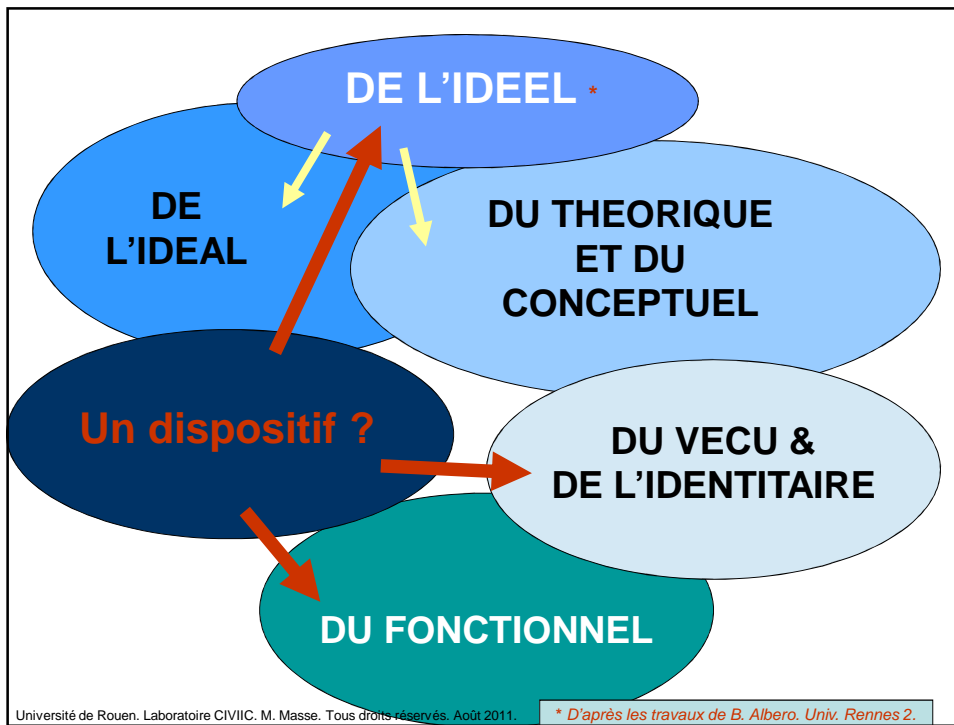 DE L’IDEEL *
DE
L’IDEAL
DU THEORIQUE
ET DU
CONCEPTUEL
Un dispositif ?
DU VECU &
DE L’IDENTITAIRE
DU FONCTIONNEL
Université de Rouen. Laboratoire CIVIIC. M. Masse. Tous droits réservés. Août 2011.
* D’après les travaux de B. Albero. Univ. Rennes 2.